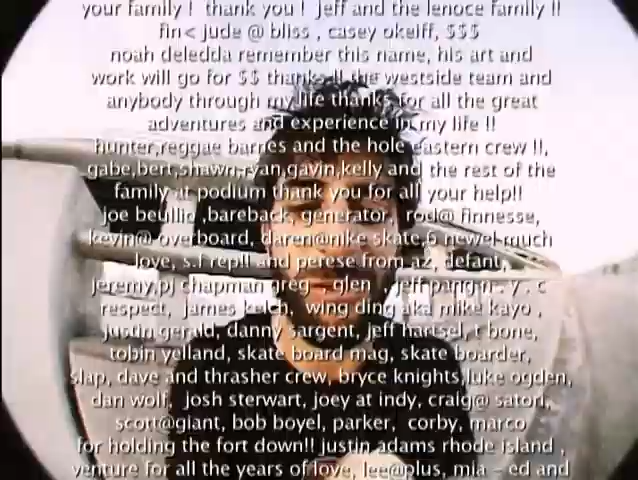 your family ! thank you ! jeff and the lenoce family !!
fin< jude @ bliss , casey okeiff, $$$
noah deledda remember this name, his art and
work will go for $$ thanks !! the westside team and
anybody through my life thanks for all the great
adventures and experience in my life !!
hunter,reggae barnes and the hole eastern crew !!,
gabe,bert,shawn,ryan,gavin,kelly and the rest of the
family at podium thank you for all your help!!
joe beullio ,bareback, generator, rod@ finnesse,
kevin@ overboard, daren@nike skate,6 newel much
love, s.f rep!! and perese from az, defant,
jeremy,pj chapman greg , glen , jeff pang n . y . c
respect, james kelch, wing ding aka mike kayo ,
justin gerald, danny sargent, jeff hartsel, t bone,
tobin yelland, skate board mag, skate boarder,
slap, dave and thrasher crew, bryce knights,luke ogden,
dan wolf, josh sterwart, joey at indy, craig@ satori,
scott@giant, bob boyel, parker, corby, marco
for holding the fort down!! justin adams rhode island ,
venture for all the years of love, lee@plus, mia - ed and